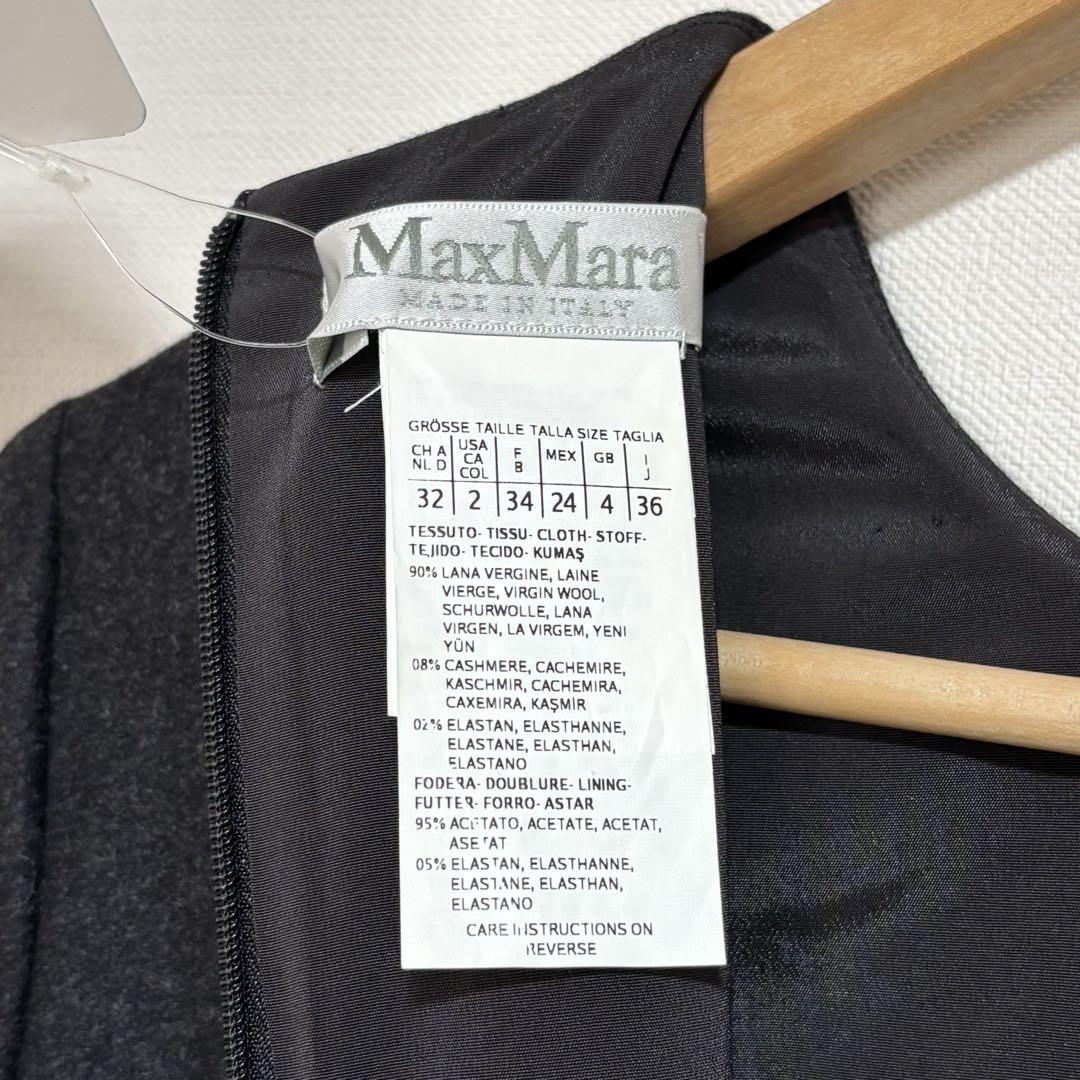 MaxMara
MADE IN ITALY
GRÖSSE TAILLE TALLA SIZE TAGLIA
CH A NL D USA CA COL F B MEX GB I J
32 2 34 24 4 36
TESSUTO- TISSU- CLOTH- STOFF-
TEJIDO- TECIDO- KUMAŞ
90% LANA VERGINE, LAINE
VIERGE, VIRGIN WOOL,
SCHURWOLLE, LANA
VIRGEN, LA VIRGEM, YENI
YÜN
08% CASHMERE, CACHEMIRE,
KASCHMIR, CACHEMIRA,
CAXEMIRA, KAŞMİR
02% ELASTAN, ELASTHANNE,
ELASTANE, ELASTHAN,
ELASTANO
FODERA- DOUBLURE- LINING-
FUTTER- FORRO- ASTAR
95% ACETATO, ACETATE, ACETAT,
ASETAT
05% ELASTAN, ELASTHANNE,
ELASTANE, ELASTHAN,
ELASTANO
CARE INSTRUCTIONS ON
REVERSE